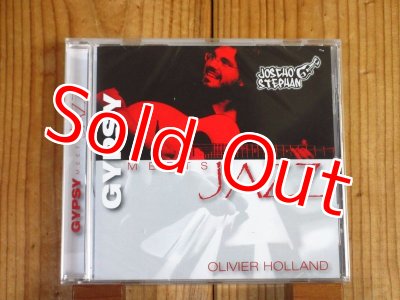 JOSCHO
STEPHAN
GYPSY
MEETS
JAZZ
OLIVIER HOLLAND
GYPSY
Sold Out